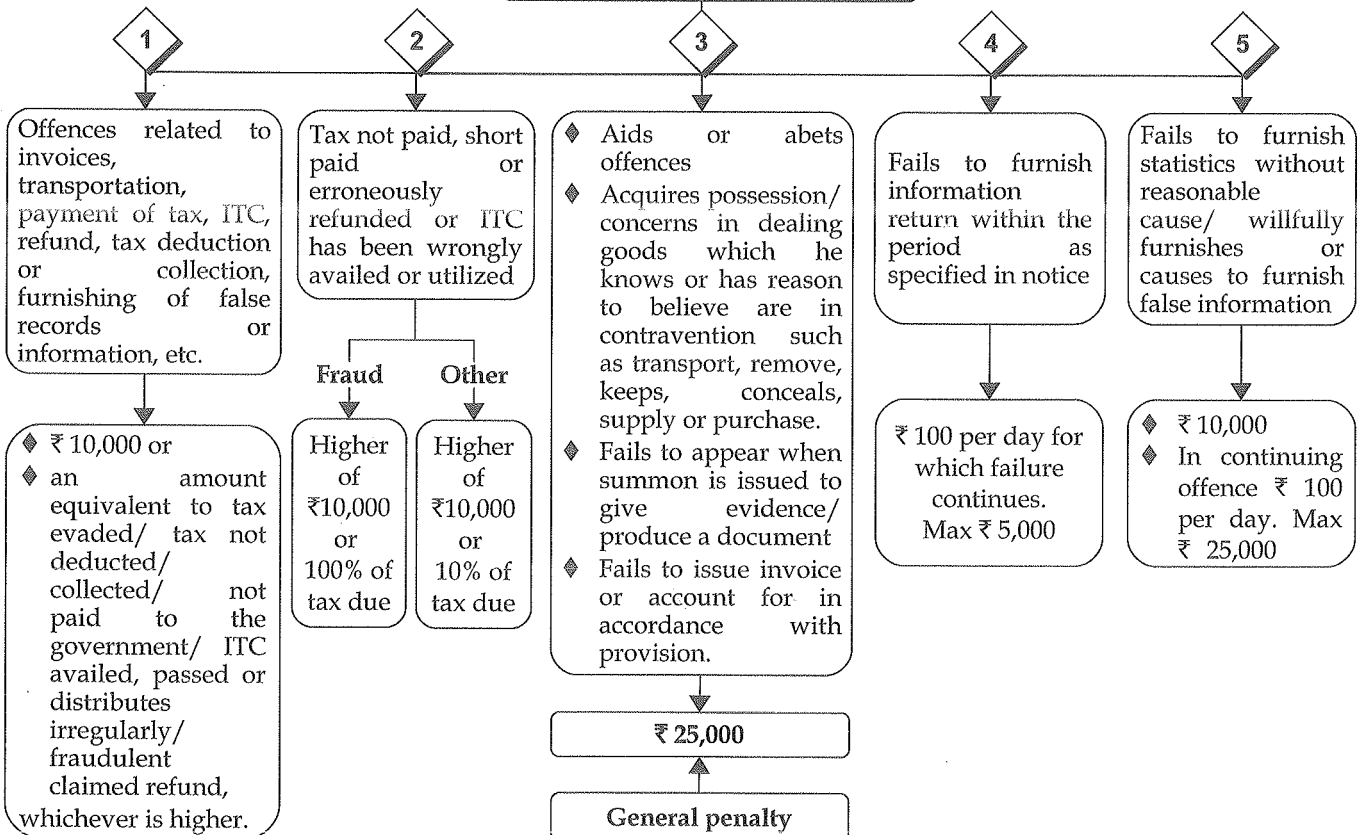 1
2
3
4
5
Offences related to
invoices,
transportation,
payment of tax, ITC,
refund, tax deduction
or collection,
furnishing of false
records or
information, etc.
◆ ₹ 10,000 or
◆ an amount
equivalent to tax
evaded/ tax not
deducted/
collected/ not
paid to the
government/ ITC
availed, passed or
distributes
irregularly/
fraudulent
claimed refund,
whichever is higher.
Tax not paid, short
paid or
erroneously
refunded or ITC
has been wrongly
availed or utilized
Fraud
Other
Higher
of
₹10,000
or
100% of
tax due
Higher
of
₹10,000
or
10% of
tax due
◆ Aids or abets
offences
◆ Acquires possession/
concerns in dealing
goods which he
knows or has reason
to believe are in
contravention such
as transport, remove,
keeps, conceals,
supply or purchase.
◆ Fails to appear when
summon is issued to
give evidence/
produce a document
◆ Fails to issue invoice
or account for in
accordance with
provision.
₹ 25,000
General penalty
Fails to furnish
information
return within the
period as
specified in notice
₹ 100 per day for
which failure
continues.
Max ₹ 5,000
Fails to furnish
statistics without
reasonable
cause/ willfully
furnishes or
causes to furnish
false information
◆ ₹ 10,000
◆ In continuing
offence ₹ 100
per day. Max
₹ 25,000